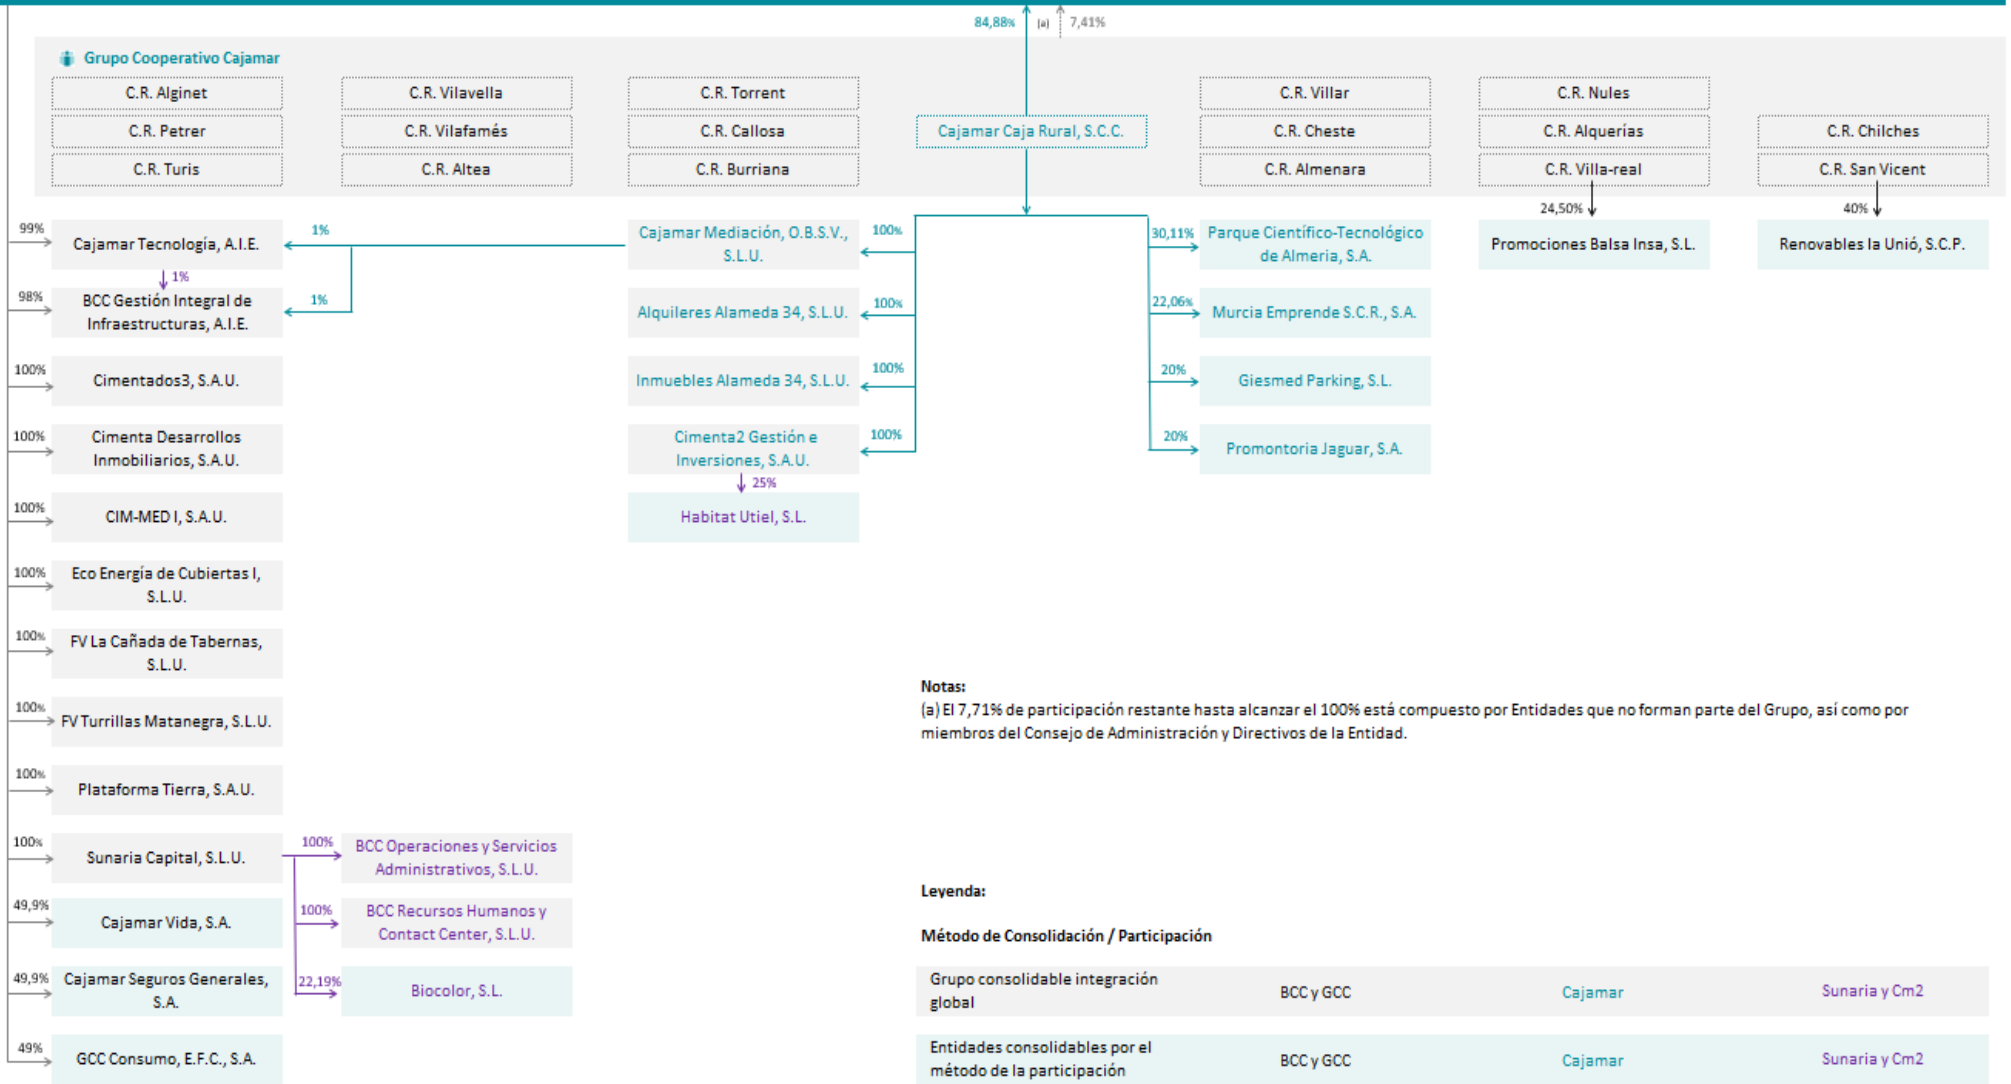 84,88%
(a)
7,41%
Grupo Cooperativo Cajamar
C.R. Alginet
C.R. Vilavella
C.R. Torrent
C.R. Villar
C.R. Nules
C.R. Petrer
C.R. Vilafamés
C.R. Callosa
Cajamar Caja Rural, S.C.C.
C.R. Cheste
C.R. Alquerías
C.R. Chilches
C.R. Turis
C.R. Altea
C.R. Burriana
C.R. Almenara
C.R. Villa-real
C.R. San Vicent
24,50%
40%
99%
Cajamar Tecnología, A.I.E.
1%
Cajamar Mediación, O.B.S.V.,
S.L.U.
100%
30,11%
Parque Científico-Tecnológico
de Almeria, S.A.
Promociones Balsa Insa, S.L.
Renovables la Unió, S.C.P.
1%
98%
BCC Gestión Integral de
Infraestructuras, A.I.E.
1%
Alquileres Alameda 34, S.L.U.
100%
22,06%
Murcia Emprende S.C.R., S.A.
100%
Cimentados3, S.A.U.
Inmuebles Alameda 34, S.L.U.
100%
20%
Giesmed Parking, S.L.
100%
Cimenta Desarrollos
Inmobiliarios, S.A.U.
Cimenta2 Gestión e
Inversiones, S.A.U.
100%
20%
Promontoria Jaguar, S.A.
25%
100%
CIM-MED I, S.A.U.
Habitat Utiel, S.L.
100%
Eco Energía de Cubiertas I,
S.L.U.
100%
FV La Cañada de Tabernas,
S.L.U.
100%
FV Turrillas Matanegra, S.L.U.
Notas:
(a) El 7,71% de participación restante hasta alcanzar el 100% está compuesto por Entidades que no forman parte del Grupo, así como por
miembros del Consejo de Administración y Directivos de la Entidad.
100%
Plataforma Tierra, S.A.U.
100%
Sunaria Capital, S.L.U.
100%
BCC Operaciones y Servicios
Administrativos, S.L.U.
49,9%
Cajamar Vida, S.A.
100%
BCC Recursos Humanos y
Contact Center, S.L.U.
49,9%
Cajamar Seguros Generales,
S.A.
22,19%
Biocolor, S.L.
49%
GCC Consumo, E.F.C., S.A.
Leyenda:
Método de Consolidación / Participación
Grupo consolidable integración
global
BCC y GCC
Cajamar
Sunaria y Cm2
Entidades consolidables por el
método de la participación
BCC y GCC
Cajamar
Sunaria y Cm2